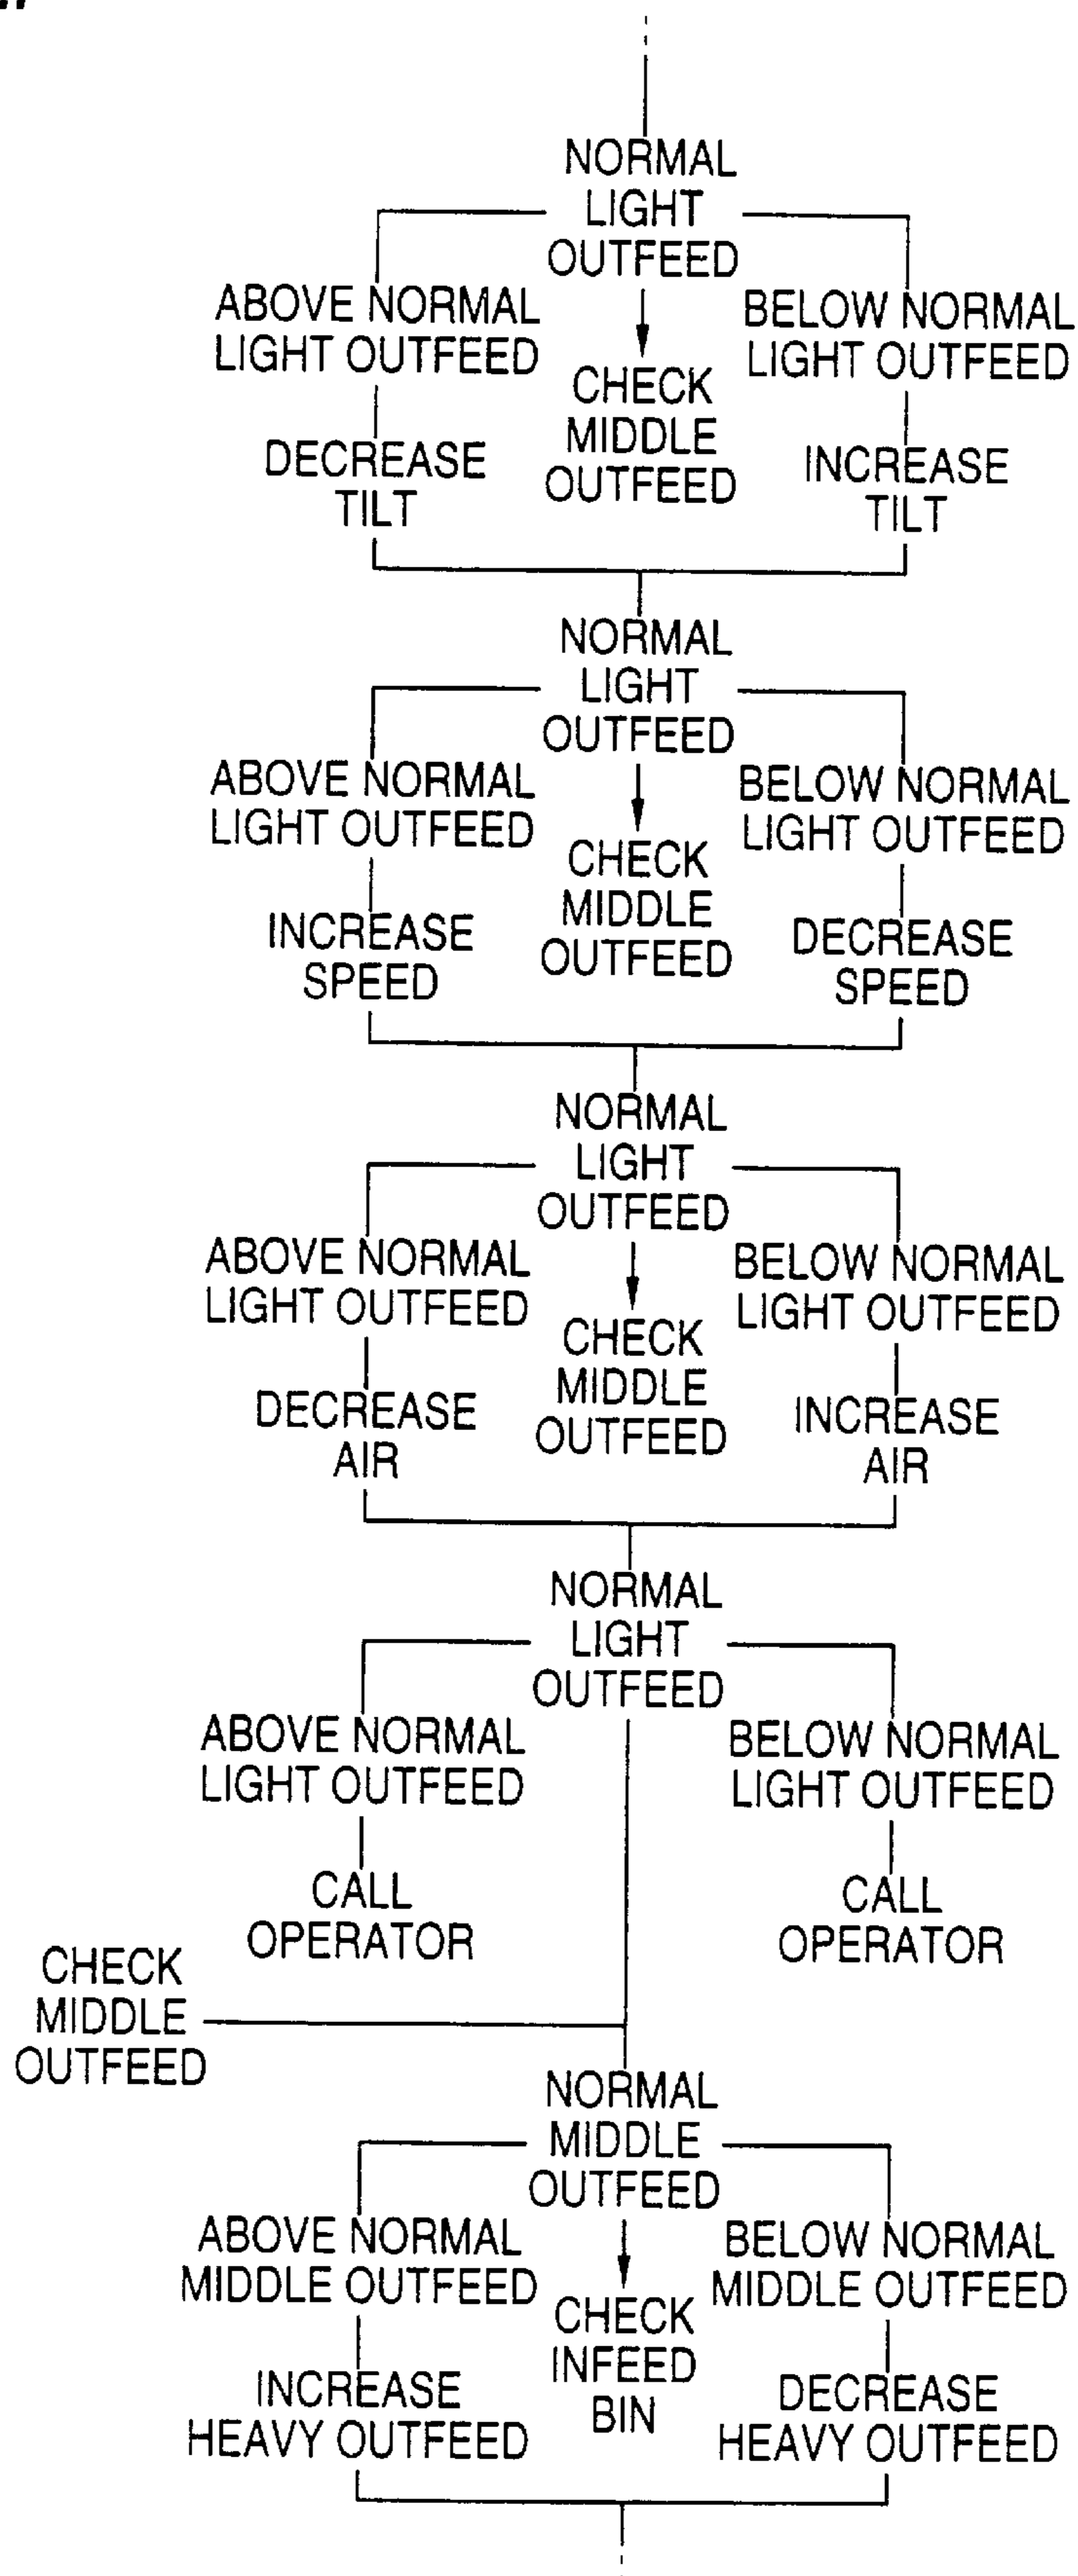 NORMAL
LIGHT
OUTFEED
ABOVE NORMAL
LIGHT OUTFEED
CHECK
MIDDLE
OUTFEED
BELOW NORMAL
LIGHT OUTFEED
DECREASE
TILT
INCREASE
TILT
NORMAL
LIGHT
OUTFEED
ABOVE NORMAL
LIGHT OUTFEED
CHECK
MIDDLE
OUTFEED
BELOW NORMAL
LIGHT OUTFEED
INCREASE
SPEED
DECREASE
SPEED
NORMAL
LIGHT
OUTFEED
ABOVE NORMAL
LIGHT OUTFEED
CHECK
MIDDLE
OUTFEED
BELOW NORMAL
LIGHT OUTFEED
DECREASE
AIR
INCREASE
AIR
NORMAL
LIGHT
OUTFEED
ABOVE NORMAL
LIGHT OUTFEED
BELOW NORMAL
LIGHT OUTFEED
CALL
OPERATOR
CALL
OPERATOR
CHECK
MIDDLE
OUTFEED
NORMAL
MIDDLE
OUTFEED
ABOVE NORMAL
MIDDLE OUTFEED
CHECK
INFEED
BIN
BELOW NORMAL
MIDDLE OUTFEED
INCREASE
HEAVY OUTFEED
DECREASE
HEAVY OUTFEED